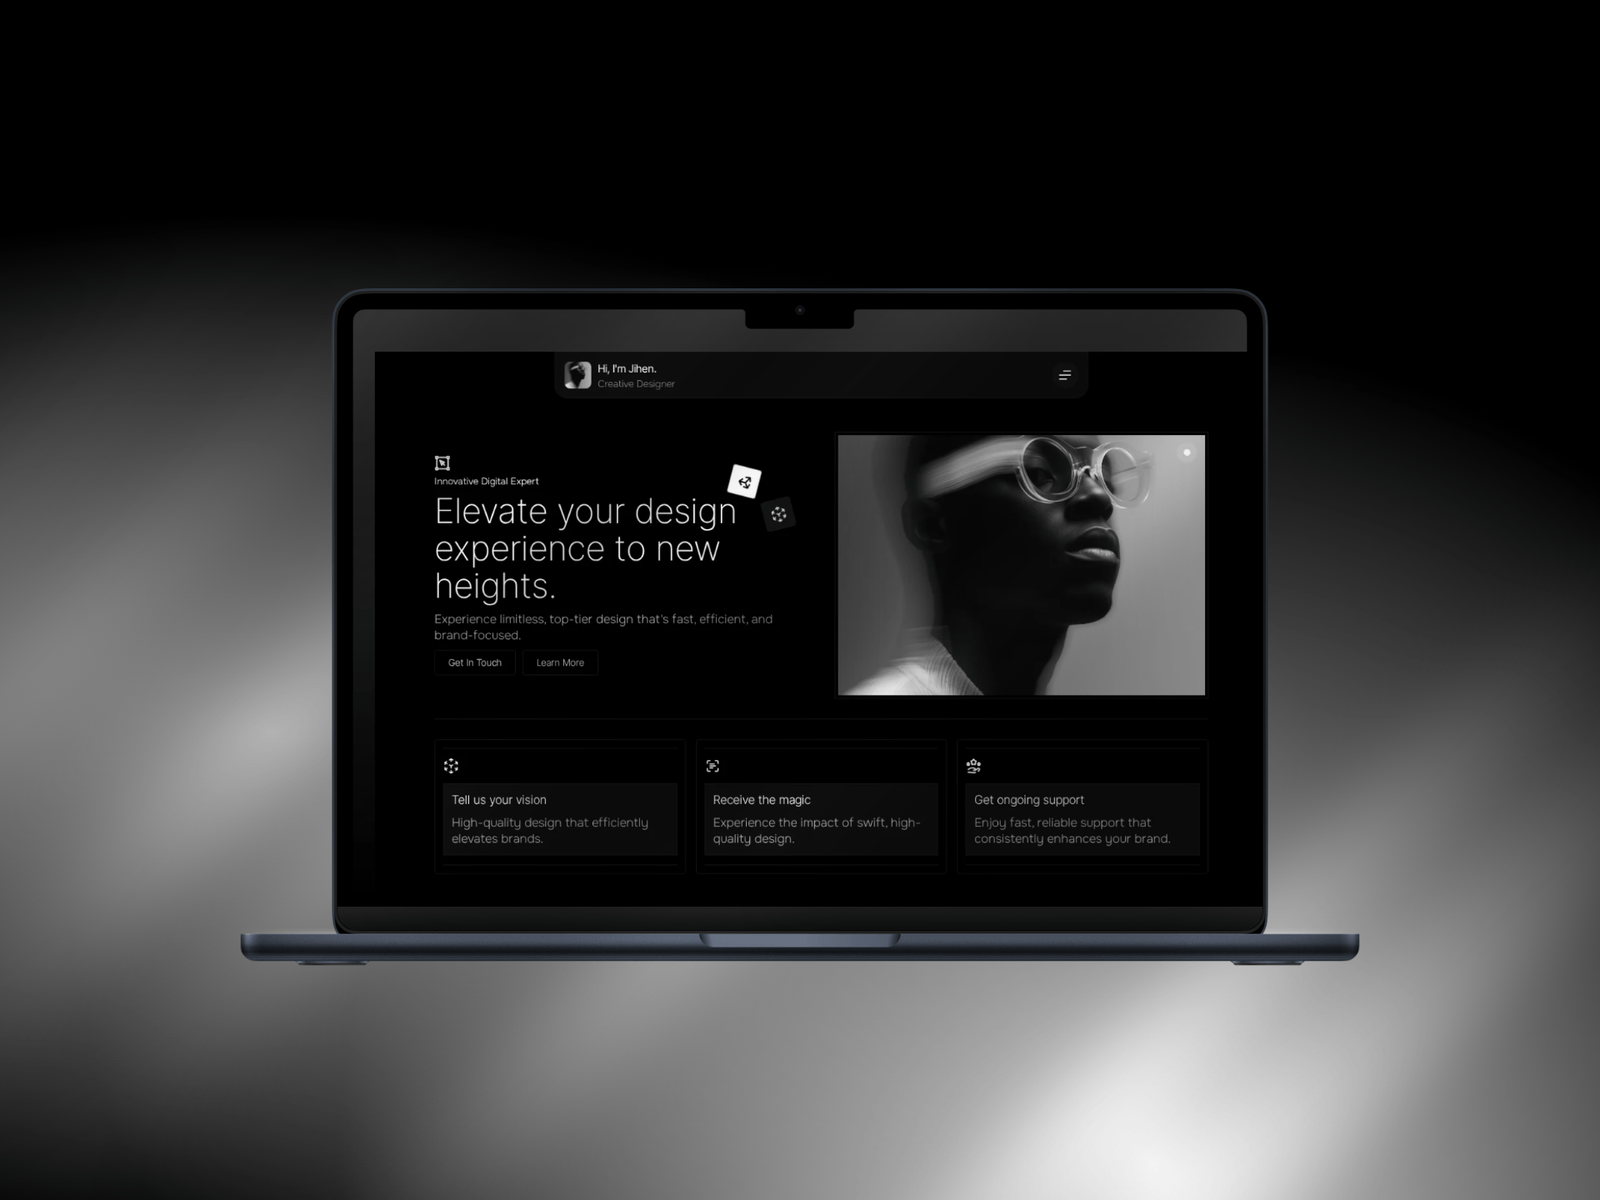 Hi, I'm Jihen.
Creative Designer
Innovative Digital Expert
Elevate your design
experience to new
heights.
Experience limitless, top-tier design that's fast, efficient, and
brand-focused.
Get In Touch
Learn More
Tell us your vision
High-quality design that efficiently
elevates brands.
Receive the magic
Experience the impact of swift, high-
quality design.
Get ongoing support
Enjoy fast, reliable support that
consistently enhances your brand.